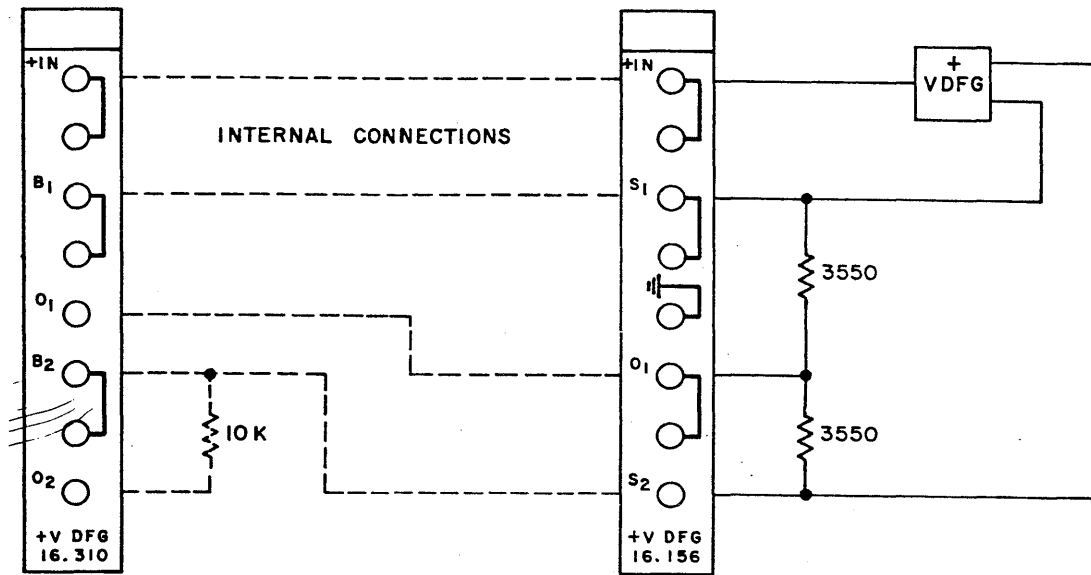 +IN
B1
O1
B2
O2
+V DFG
16.310
INTERNAL CONNECTIONS
10K
+IN
S1
O1
S2
+V DFG
16.156
+
VDFG
3550
3550